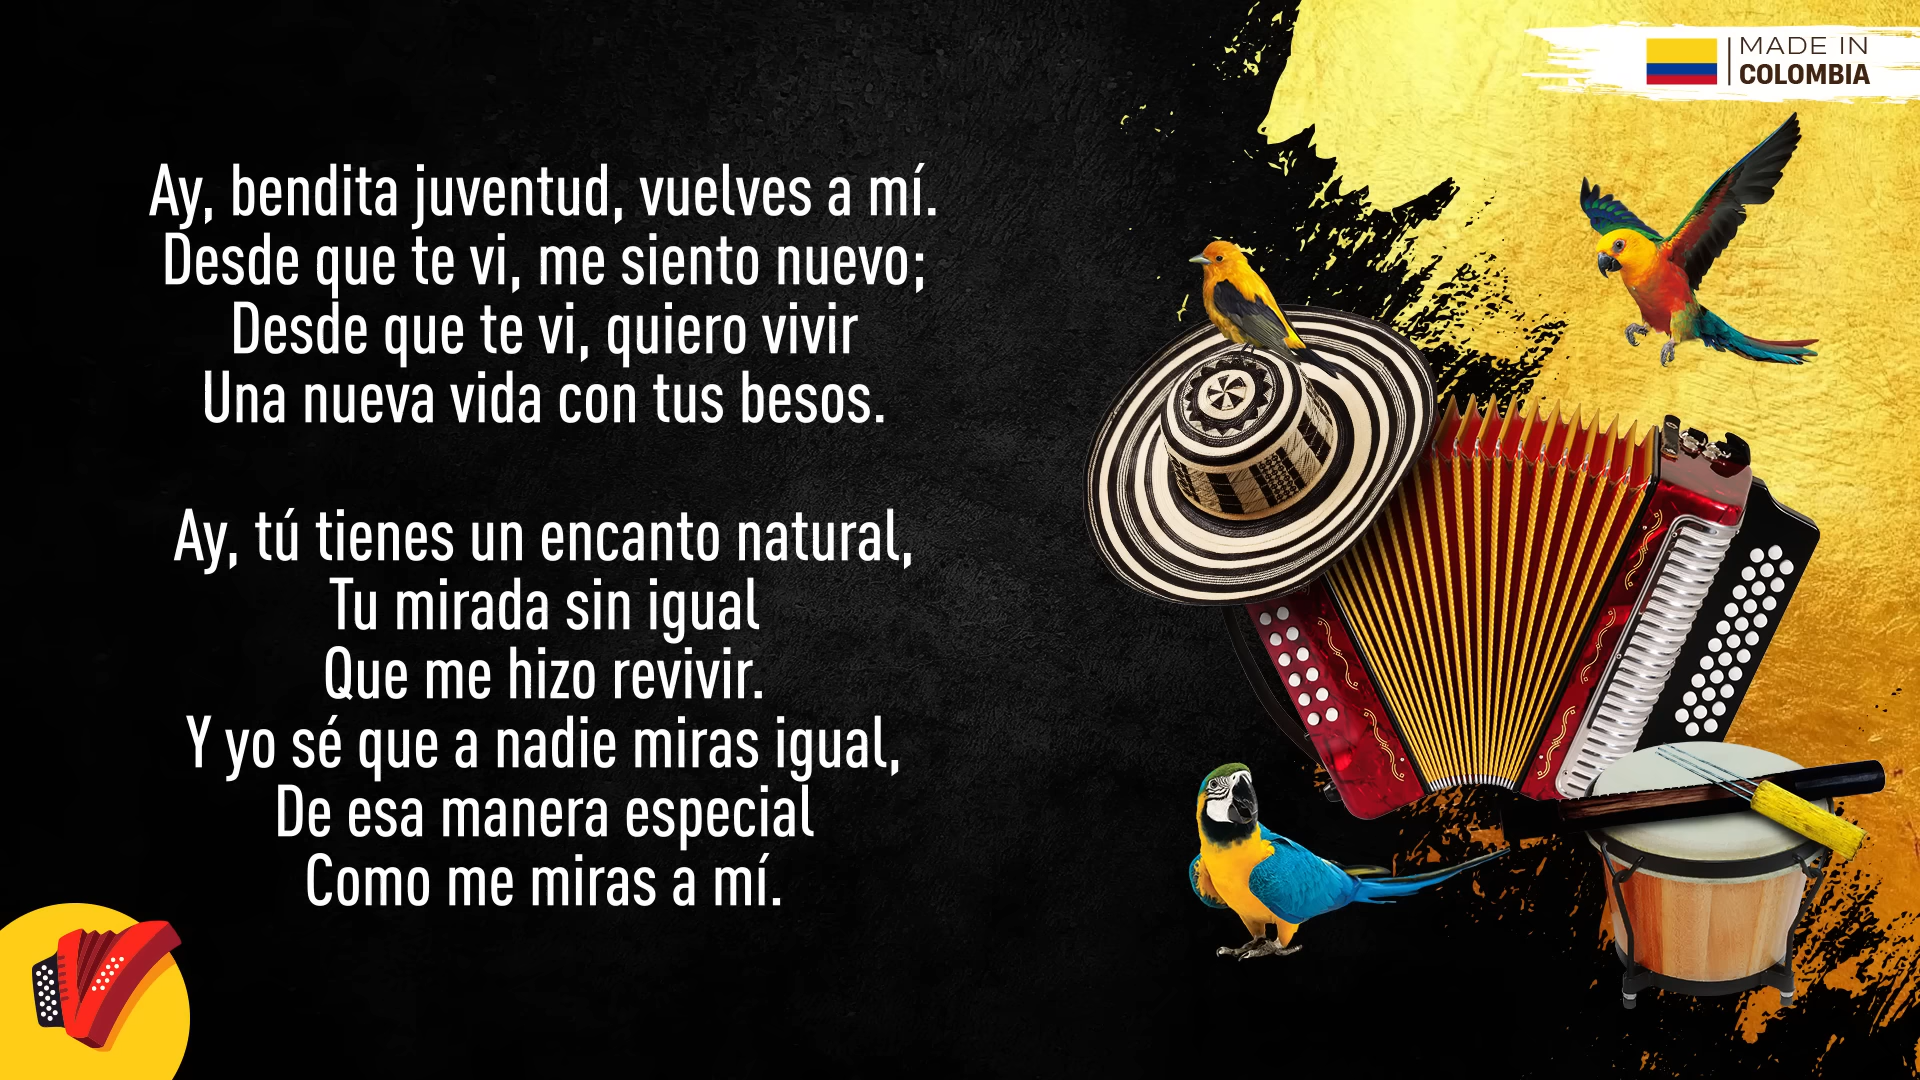 MADE IN
COLOMBIA
Ay, bendita juventud, vuelves a mí.
Desde que te vi, me siento nuevo;
Desde que te vi, quiero vivir
Una nueva vida con tus besos.
Ay, tú tienes un encanto natural,
Tu mirada sin igual
Que me hizo revivir.
Y yo sé que a nadie miras igual,
De esa manera especial
Como me miras a mí.